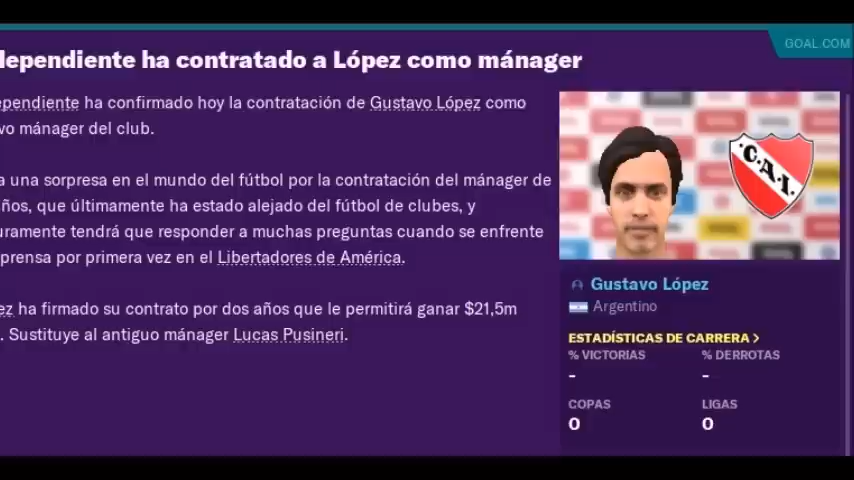 GOAL.COM
dependiente ha contratado a López como mánager
ependiente ha confirmado hoy la contratación de Gustavo López como
vo mánager del club.
a una sorpresa en el mundo del fútbol por la contratación del mánager de
ños, que últimamente ha estado alejado del fútbol de clubes, y
uramente tendrá que responder a muchas preguntas cuando se enfrente
prensa por primera vez en el Libertadores de América.
ez ha firmado su contrato por dos años que le permitirá ganar $21,5m
. Sustituye al antiguo mánager Lucas Pusineri.
C.A.I.
Gustavo López
Argentino
ESTADÍSTICAS DE CARRERA >
% VICTORIAS % DERROTAS
- -
COPAS LIGAS
0 0